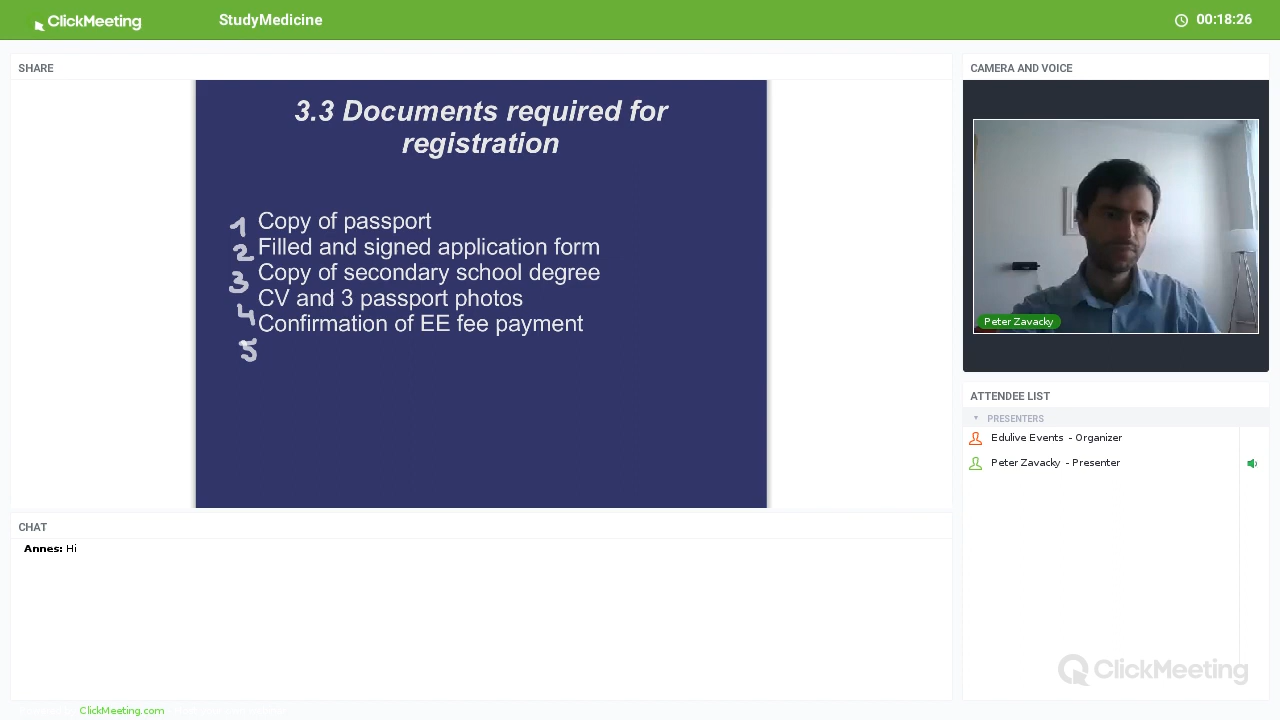 ClickMeeting
StudyMedicine
00:18:26
SHARE
CAMERA AND VOICE
3.3 Documents required for
registration
1 Copy of passport
2 Filled and signed application form
3 Copy of secondary school degree
4 CV and 3 passport photos
5 Confirmation of EE fee payment
Peter Zavacky
ATTENDEE LIST
PRESENTERS
Edulive Events - Organizer
Peter Zavacky - Presenter
CHAT
Annes: Hi
ClickMeeting
ClickMeeting.com